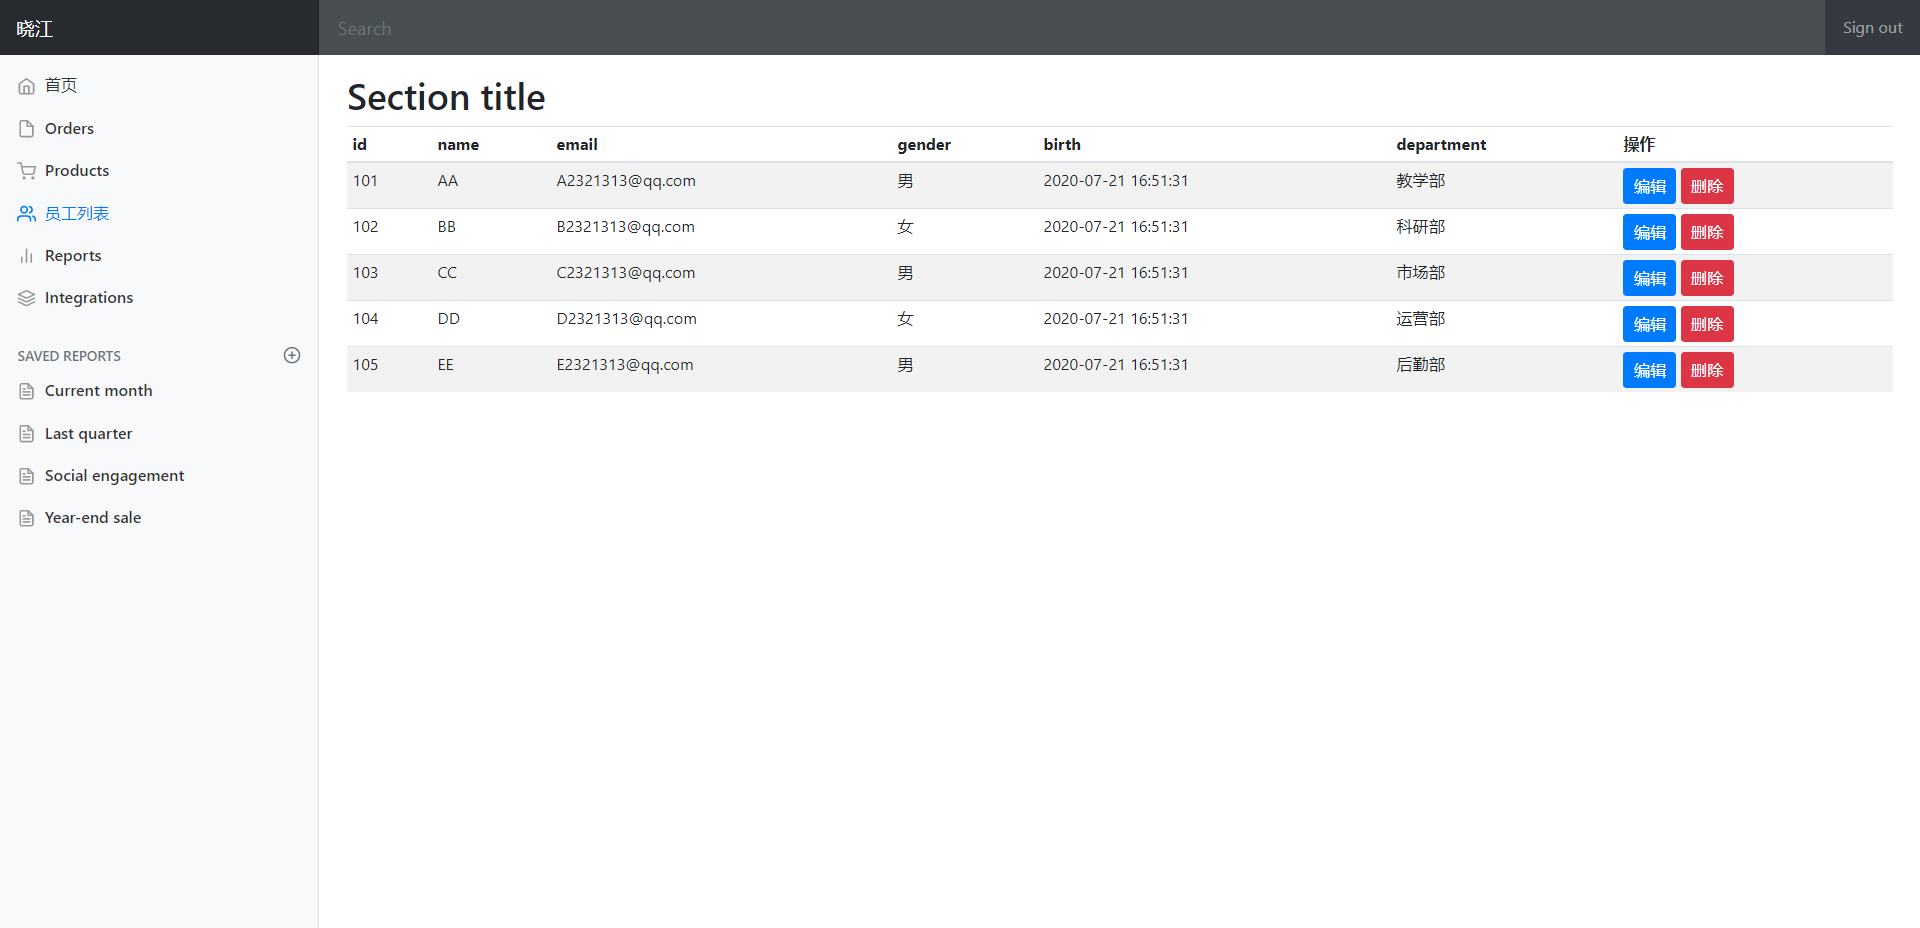 晓江 Search Sign out
首页
Orders
Products
员工列表
Reports
Integrations
SAVED REPORTS
Current month
Last quarter
Social engagement
Year-end sale
Section title
id name email gender birth department 操作
101 AA A2321313@qq.com 男 2020-07-21 16:51:31 教学部 编辑 删除
102 BB B2321313@qq.com 女 2020-07-21 16:51:31 科研部 编辑 删除
103 CC C2321313@qq.com 男 2020-07-21 16:51:31 市场部 编辑 删除
104 DD D2321313@qq.com 女 2020-07-21 16:51:31 运营部 编辑 删除
105 EE E2321313@qq.com 男 2020-07-21 16:51:31 后勤部 编辑 删除